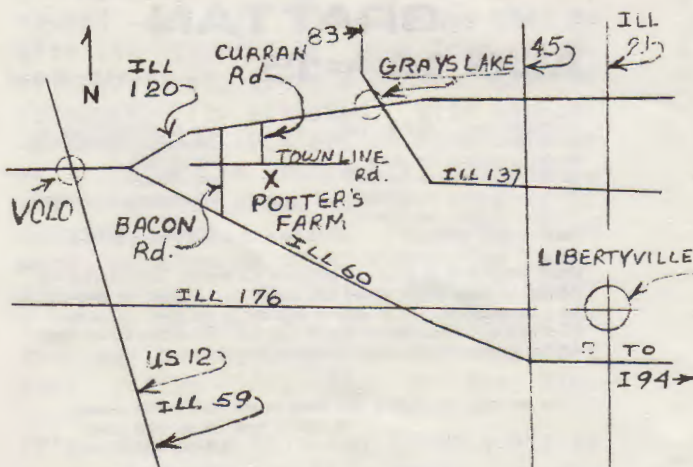 ILL
83
CURRAN
Rd
45
21
GRAYSLAKE
ILL
120
N
TOWNLINE
Rd.
X
ILL 137
VOLO
POTTER'S
FARM
BACON
Rd.
ILL 60
LIBERTYVILLE
ILL 176
US 12
TO
I94
ILL 59